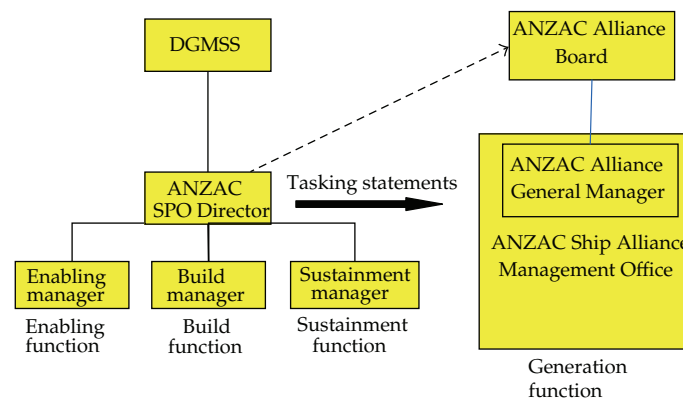 DGMSS
ANZAC Alliance
Board
ANZAC
SPO Director
Tasking statements
ANZAC Alliance
General Manager
ANZAC Ship Alliance
Management Office
Enabling
manager
Build
manager
Sustainment
manager
Enabling
function
Build
function
Sustainment
function
Generation
function